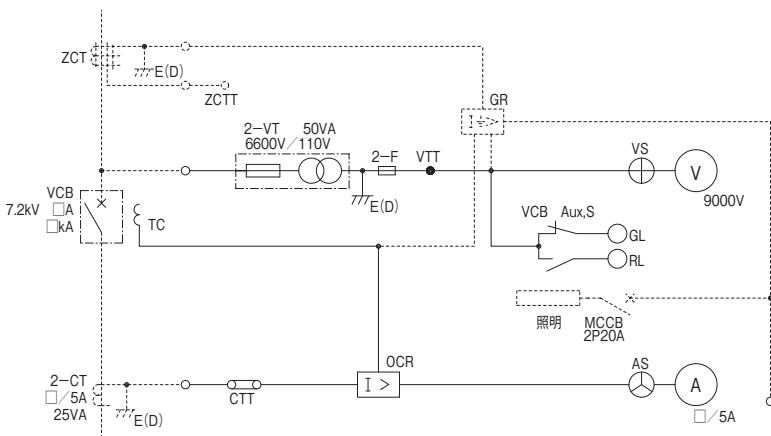 ZCT
E(D)
ZCTT
GR
I ⏚ >
2-VT 50VA
6600V/110V
2-F
VTT
VS
V
9000V
E(D)
VCB
7.2kV □A
□kA
TC
VCB Aux,S
GL
RL
照明
MCCB
2P20A
2-CT
□/5A
25VA
E(D)
CTT
OCR
I >
AS
A
□/5A